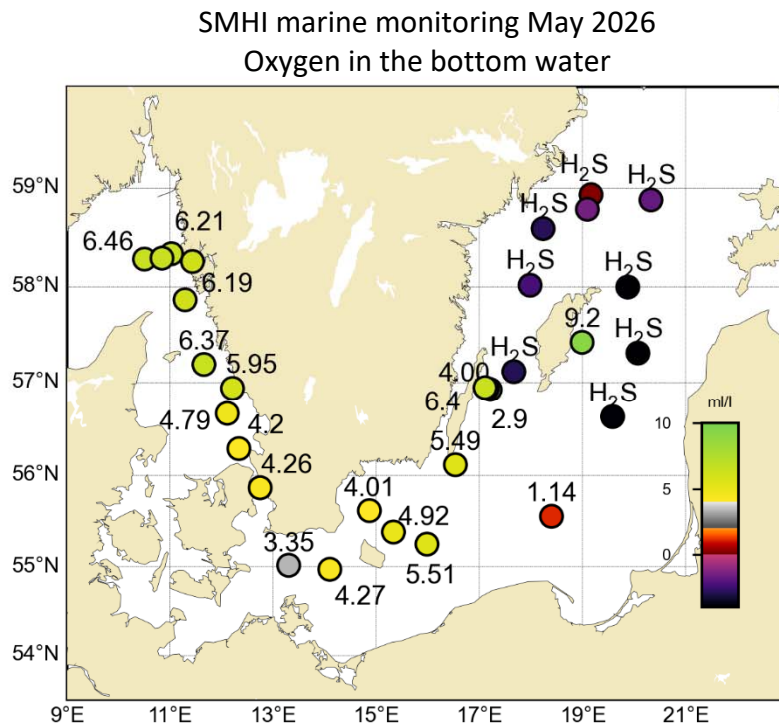 SMHI marine monitoring May 2026
Oxygen in the bottom water
59°N
58°N
57°N
56°N
55°N
54°N
9°E
11°E
13°E
15°E
17°E
19°E
21°E
H₂S
H₂S
H₂S
6.21
6.46
H₂S
H₂S
6.19
9.2
H₂S
6.37
H₂S
5.95
4.00
6.4
H₂S
4.79
4.2
2.9
5.49
4.26
4.01
1.14
4.92
3.35
5.51
4.27
ml/l
10
5
0